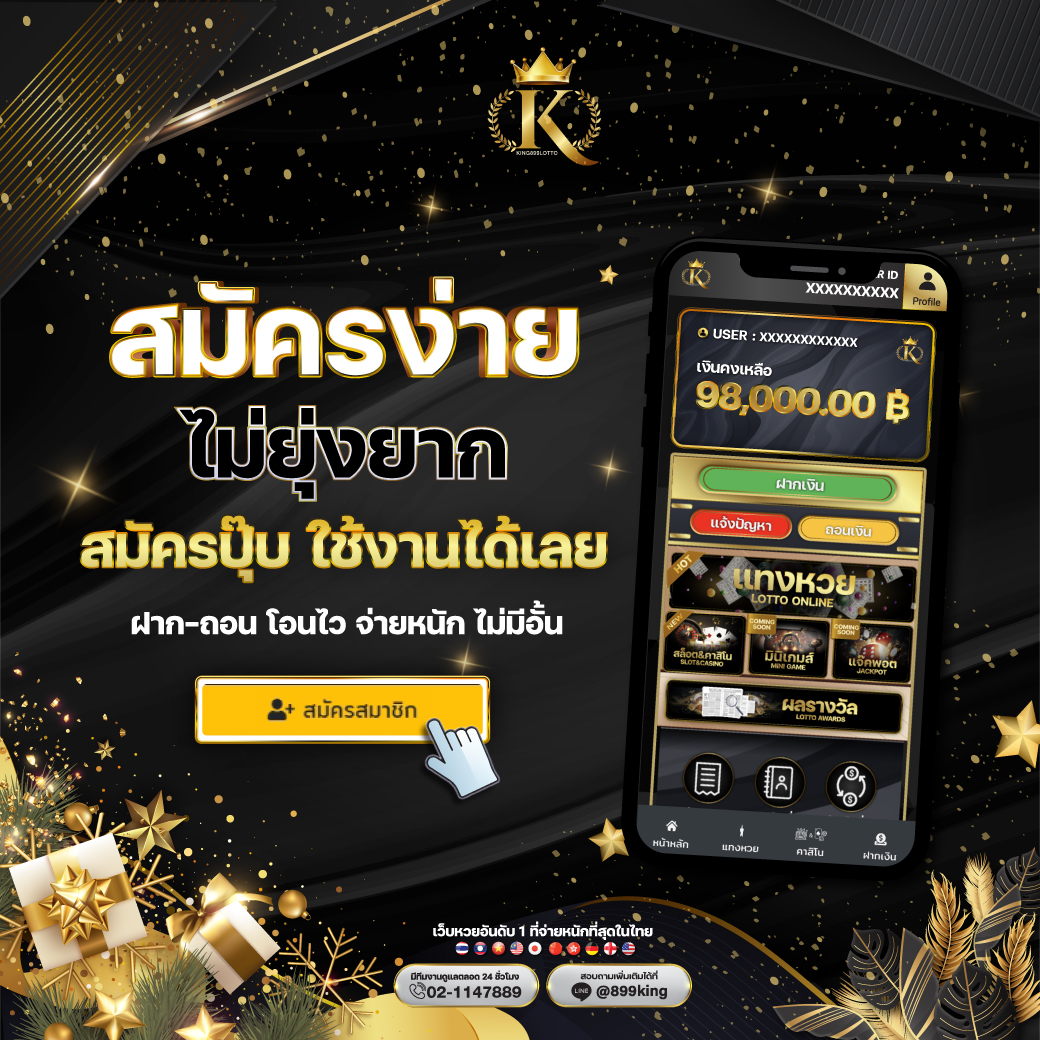 K
KING899LOTTO
สมัครง่าย
ไม่ยุ่งยาก
สมัครปุ๊บ ใช้งานได้เลย
ฝาก-ถอน โอนไว จ่ายหนัก ไม่มีอั้น
สมัครสมาชิก
R ID
XXXXXXXXXX
Profile
USER : XXXXXXXXXXXX
เงินคงเหลือ
98,000.00 ฿
ฝากเงิน
แจ้งปัญหา
ถอนเงิน
HOT
แทงหวย
LOTTO ONLINE
NEW
สล็อต&คาสิโน
SLOT&CASINO
COMING SOON
มินิเกมส์
MINI GAME
COMING SOON
แจ็คพอต
JACKPOT
ผลรางวัล
LOTTO AWARDS
หน้าหลัก
แทงหวย
คาสิโน
ฝากเงิน
เว็บหวยอันดับ 1 ที่จ่ายหนักที่สุดในไทย
มีทีมงานดูแลตลอด 24 ชั่วโมง
02-1147889
สอบถามเพิ่มเติมได้ที่
LINE @899king